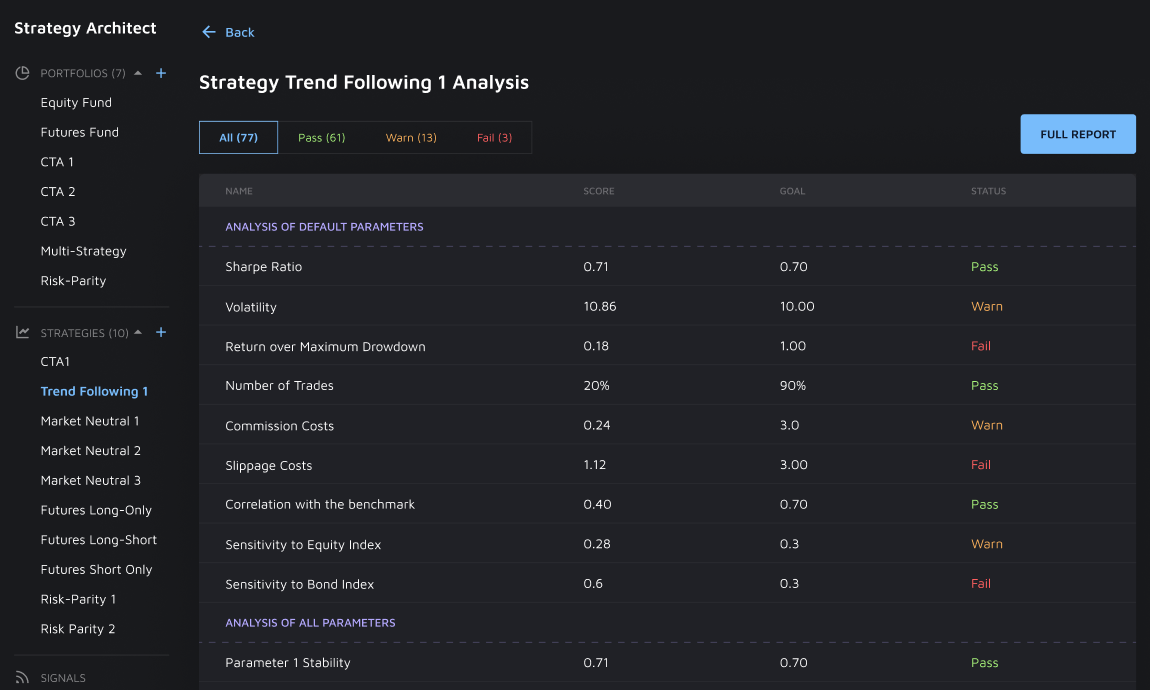 Strategy Architect
PORTFOLIOS (7)
Equity Fund
Futures Fund
CTA 1
CTA 2
CTA 3
Multi-Strategy
Risk-Parity
STRATEGIES (10)
CTA1
Trend Following 1
Market Neutral 1
Market Neutral 2
Market Neutral 3
Futures Long-Only
Futures Long-Short
Futures Short Only
Risk-Parity 1
Risk Parity 2
SIGNALS
Back
Strategy Trend Following 1 Analysis
All (77) Pass (61) Warn (13) Fail (3)
FULL REPORT
NAME SCORE GOAL STATUS
ANALYSIS OF DEFAULT PARAMETERS
Sharpe Ratio 0.71 0.70 Pass
Volatility 10.86 10.00 Warn
Return over Maximum Drowdown 0.18 1.00 Fail
Number of Trades 20% 90% Pass
Commission Costs 0.24 3.0 Warn
Slippage Costs 1.12 3.00 Fail
Correlation with the benchmark 0.40 0.70 Pass
Sensitivity to Equity Index 0.28 0.3 Warn
Sensitivity to Bond Index 0.6 0.3 Fail
ANALYSIS OF ALL PARAMETERS
Parameter 1 Stability 0.71 0.70 Pass